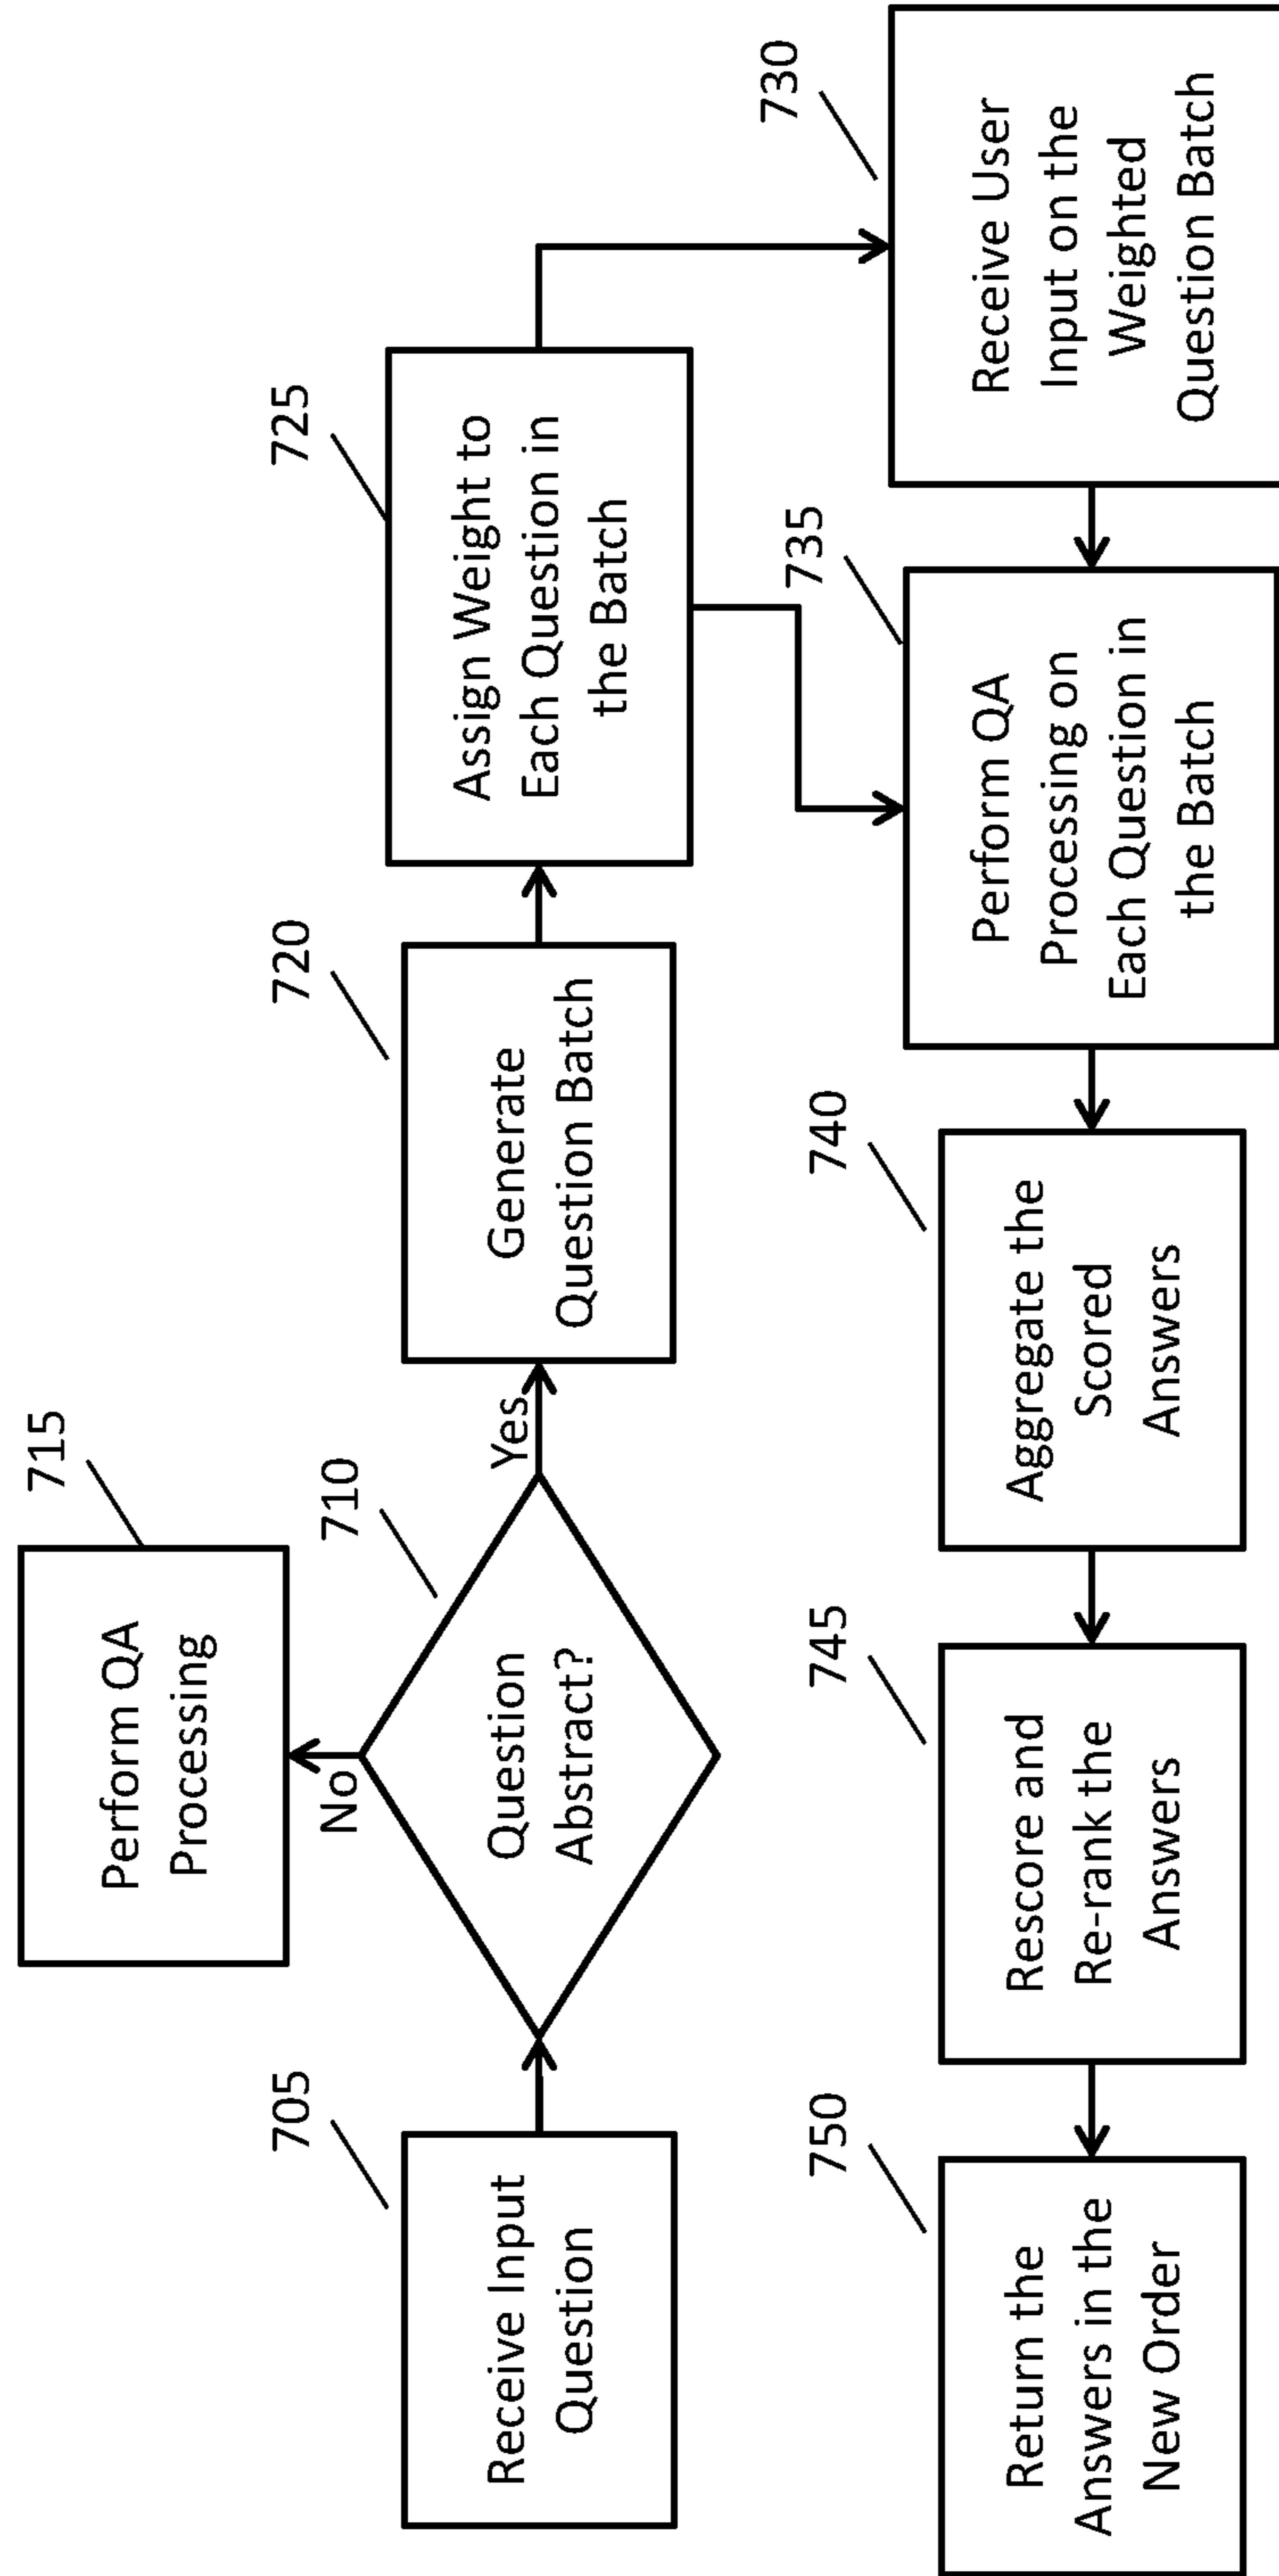 705
Receive Input
Question
710
Question
Abstract?
No
715
Perform QA
Processing
Yes
720
Generate
Question Batch
725
Assign Weight to
Each Question in
the Batch
730
Receive User
Input on the
Weighted
Question Batch
735
Perform QA
Processing on
Each Question in
the Batch
740
Aggregate the
Scored
Answers
745
Rescore and
Re-rank the
Answers
750
Return the
Answers in the
New Order